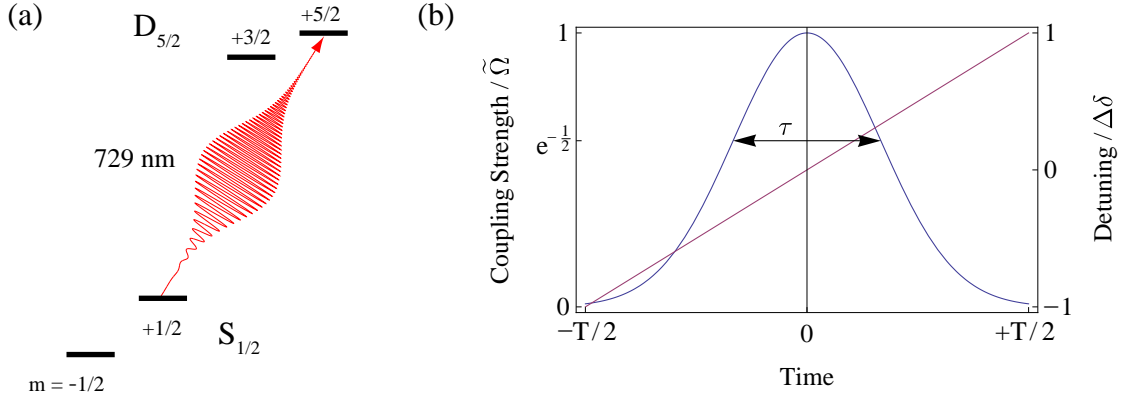 (a)
D5/2
+3/2
+5/2
729 nm
+1/2
S1/2
m = -1/2
(b)
1
e^-1/2
0
Coupling Strength / Ω̃
τ
1
0
−1
Detuning / Δδ
−T/2
0
+T/2
Time